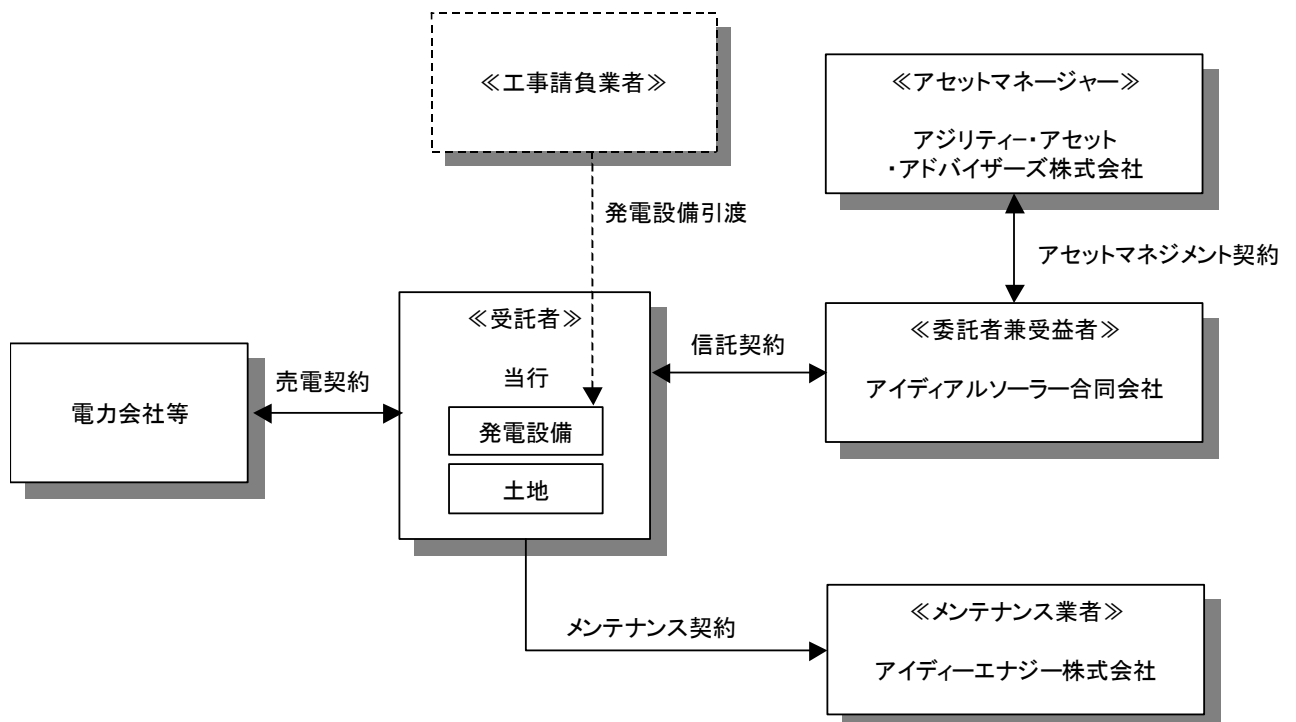 ≪工事請負業者≫
≪アセットマネージャー≫
アジリティー・アセット
・アドバイザーズ株式会社
発電設備引渡
アセットマネジメント契約
≪受託者≫
当行
発電設備
土地
信託契約
≪委託者兼受益者≫
アイディアルソーラー合同会社
売電契約
電力会社等
メンテナンス契約
≪メンテナンス業者≫
アイディーエナジー株式会社